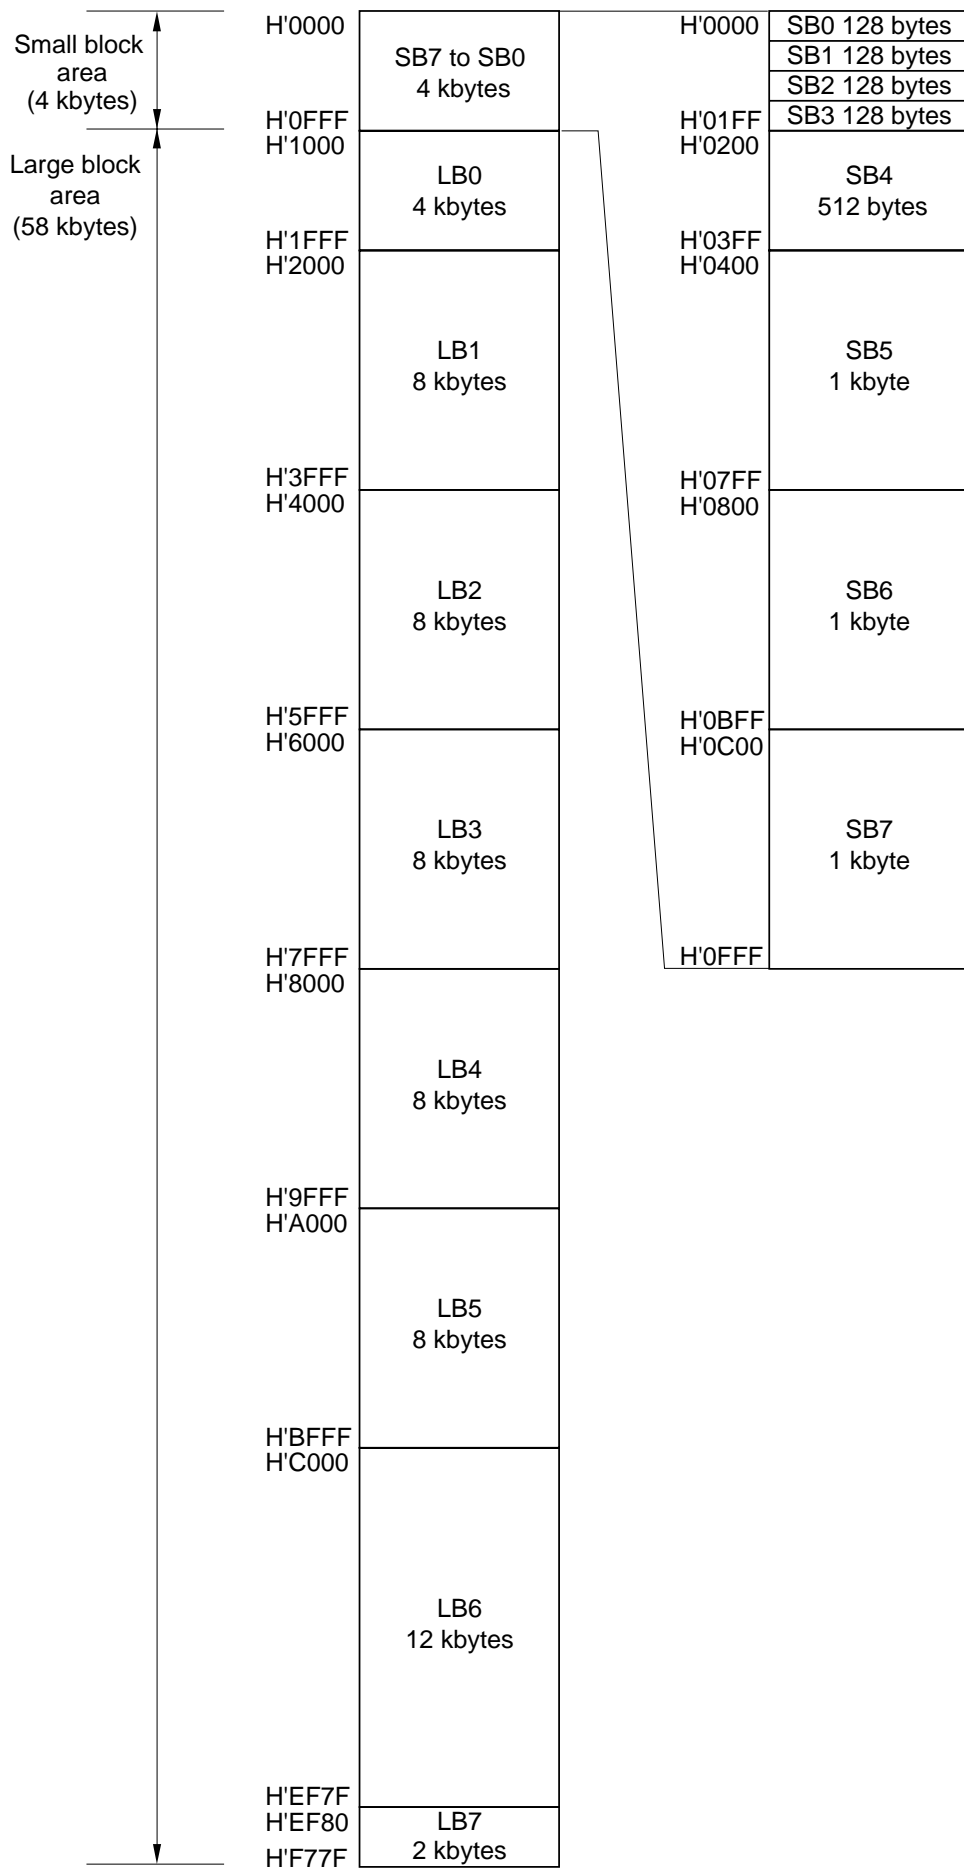 Small block
area
(4 kbytes)
Large block
area
(58 kbytes)
H'0000
SB7 to SB0
4 kbytes
H'0FFF
H'1000
LB0
4 kbytes
H'1FFF
H'2000
LB1
8 kbytes
H'3FFF
H'4000
LB2
8 kbytes
H'5FFF
H'6000
LB3
8 kbytes
H'7FFF
H'8000
LB4
8 kbytes
H'9FFF
H'A000
LB5
8 kbytes
H'BFFF
H'C000
LB6
12 kbytes
H'EF7F
H'EF80
LB7
2 kbytes
H'F77F
H'0000
SB0 128 bytes
SB1 128 bytes
SB2 128 bytes
SB3 128 bytes
H'01FF
H'0200
SB4
512 bytes
H'03FF
H'0400
SB5
1 kbyte
H'07FF
H'0800
SB6
1 kbyte
H'0BFF
H'0C00
SB7
1 kbyte
H'0FFF